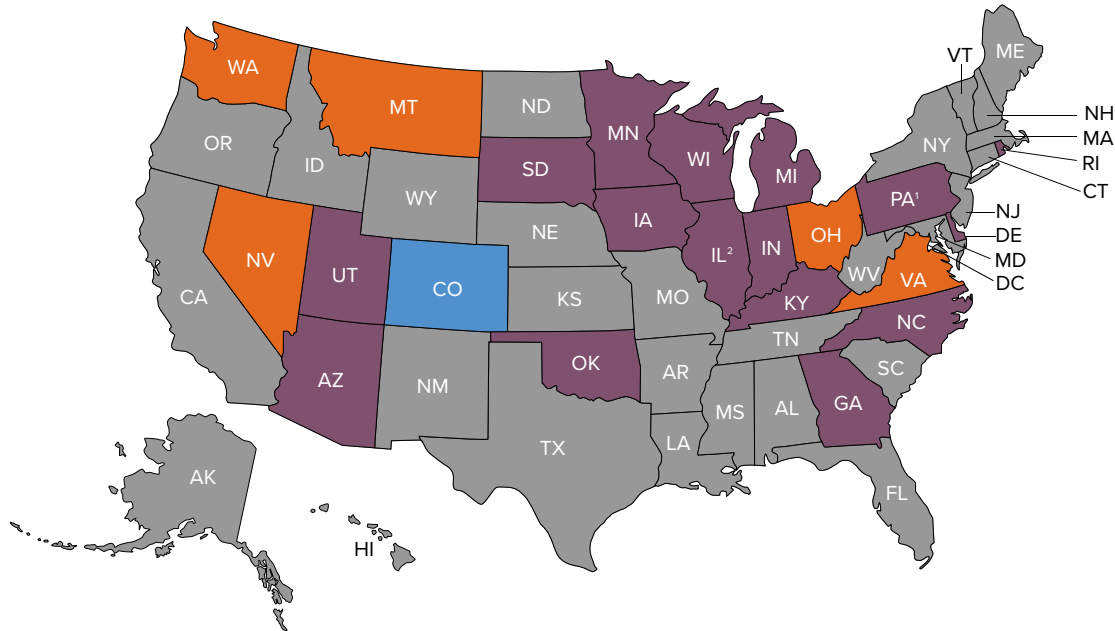 ME
VT
WA
MT
ND
MN
NH
OR
MA
NY
ID
WI
RI
SD
MI
CT
WY
PA¹
IA
NJ
NE
OH
DE
NV
IL²
IN
MD
UT
WV
DC
CO
VA
CA
KS
MO
KY
NC
TN
OK
SC
AZ
NM
AR
GA
MS
AL
LA
TX
AK
FL
HI